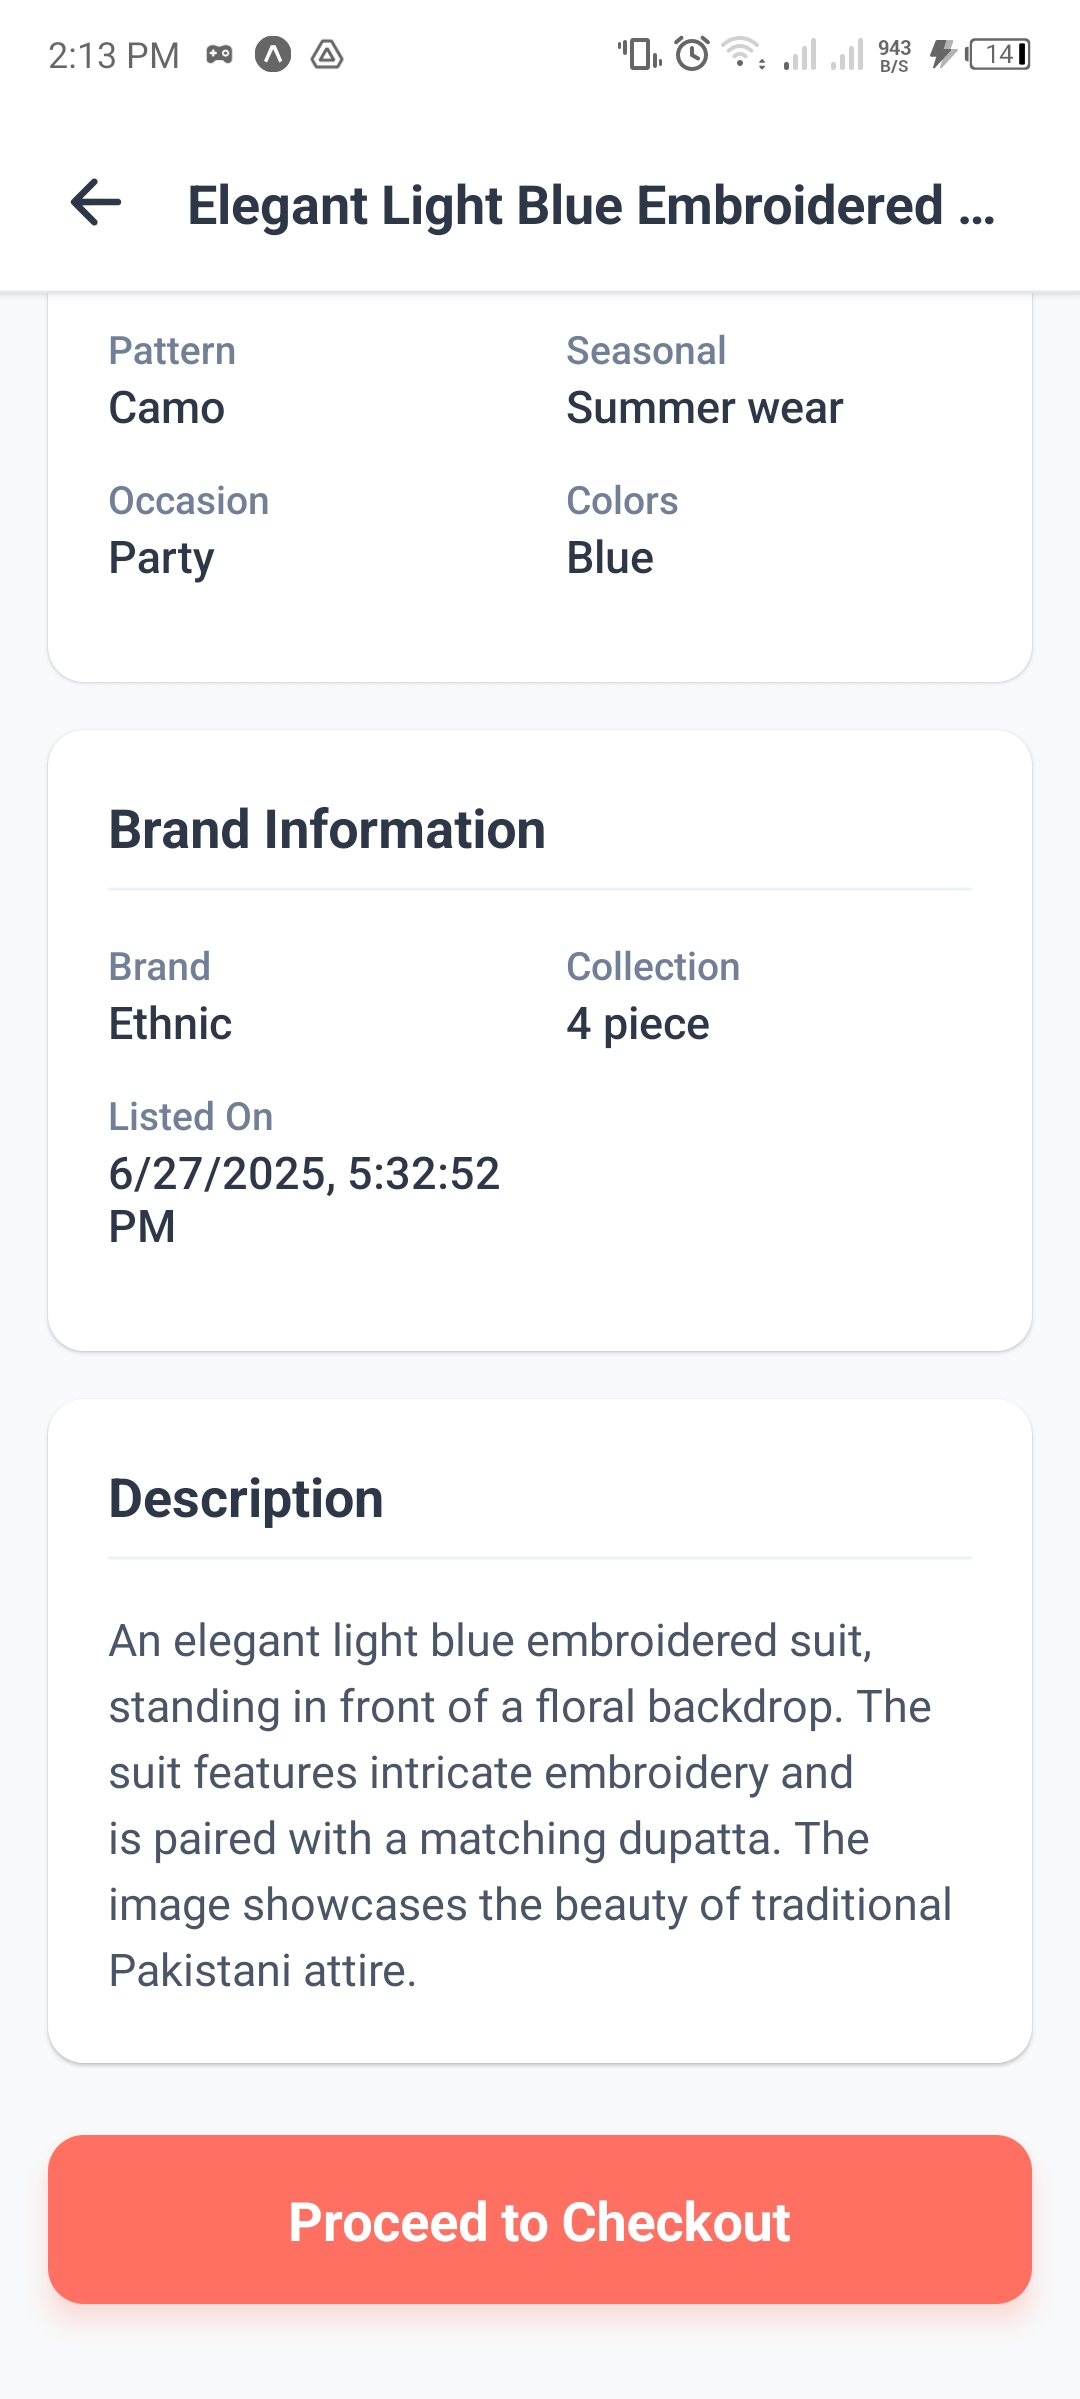 2:13 PM
943
B/S
14
Elegant Light Blue Embroidered ...
Pattern
Seasonal
Camo
Summer wear
Occasion
Colors
Party
Blue
Brand Information
Brand
Collection
Ethnic
4 piece
Listed On
6/27/2025, 5:32:52
PM
Description
An elegant light blue embroidered suit,
standing in front of a floral backdrop. The
suit features intricate embroidery and
is paired with a matching dupatta. The
image showcases the beauty of traditional
Pakistani attire.
Proceed to Checkout